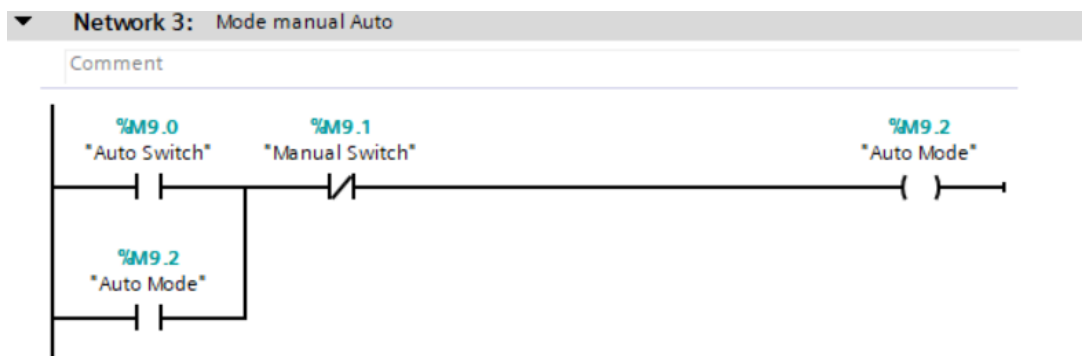 Network 3: Mode manual Auto
Comment
%M9.0 %M9.1 %M9.2
"Auto Switch" "Manual Switch" "Auto Mode"
%M9.2
"Auto Mode"